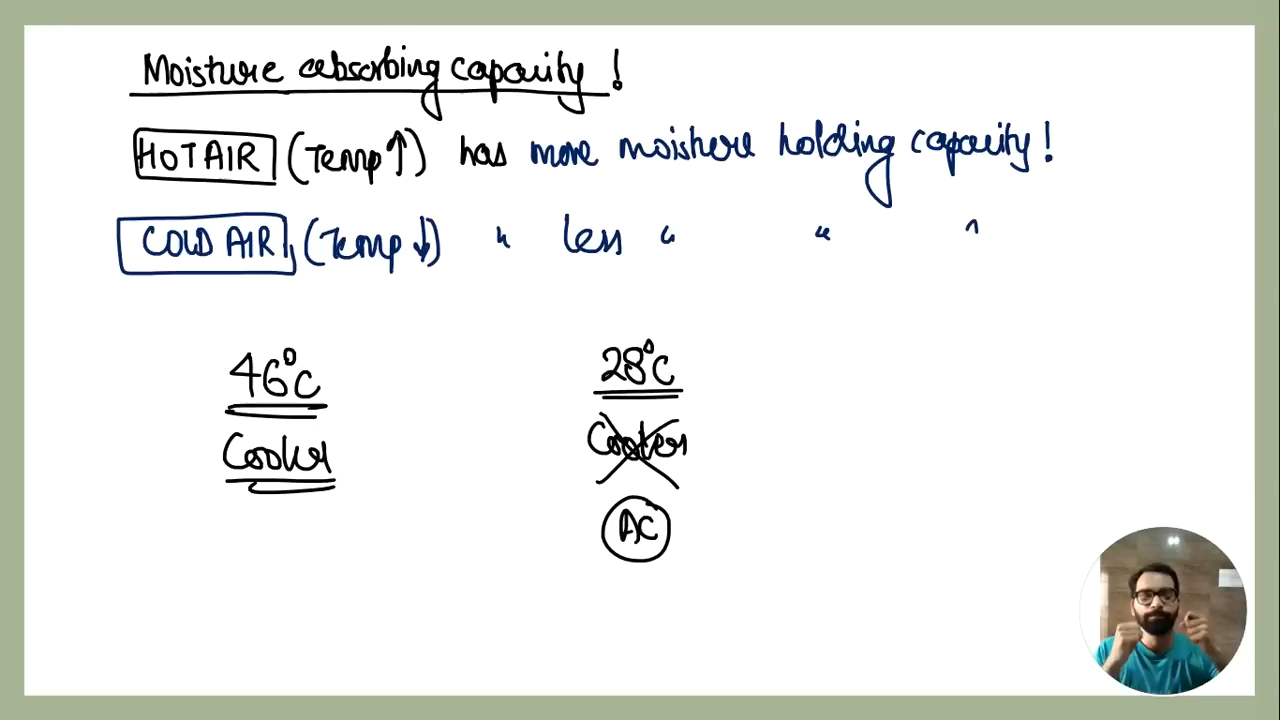 Moisture absorbing capacity!
HOT AIR (Temp↑) has more moisture holding capacity!
COLD AIR (Temp↓) " less " " "
46°C
Cooler
28°C
Cooler
AC